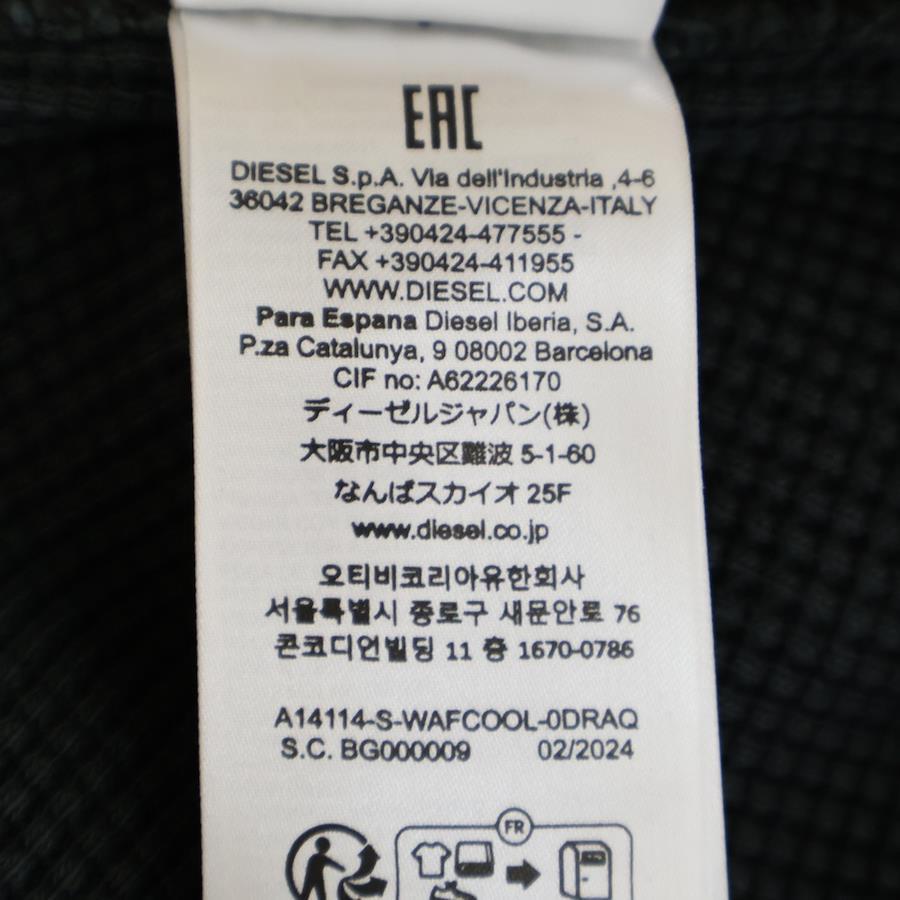 EAC
DIESEL S.p.A. Via dell'Industria ,4-6
36042 BREGANZE-VICENZA-ITALY
TEL +390424-477555 -
FAX +390424-411955
WWW.DIESEL.COM
Para Espana Diesel Iberia, S.A.
P.za Catalunya, 9 08002 Barcelona
CIF no: A62226170
ディーゼルジャパン(株)
大阪市中央区難波 5-1-60
なんばスカイオ 25F
www.diesel.co.jp
오티비코리아유한회사
서울특별시 종로구 새문안로 76
콘코디언빌딩 11 층 1670-0786
A14114-S-WAFCOOL-0DRAQ
S.C. BG000009 02/2024
FR